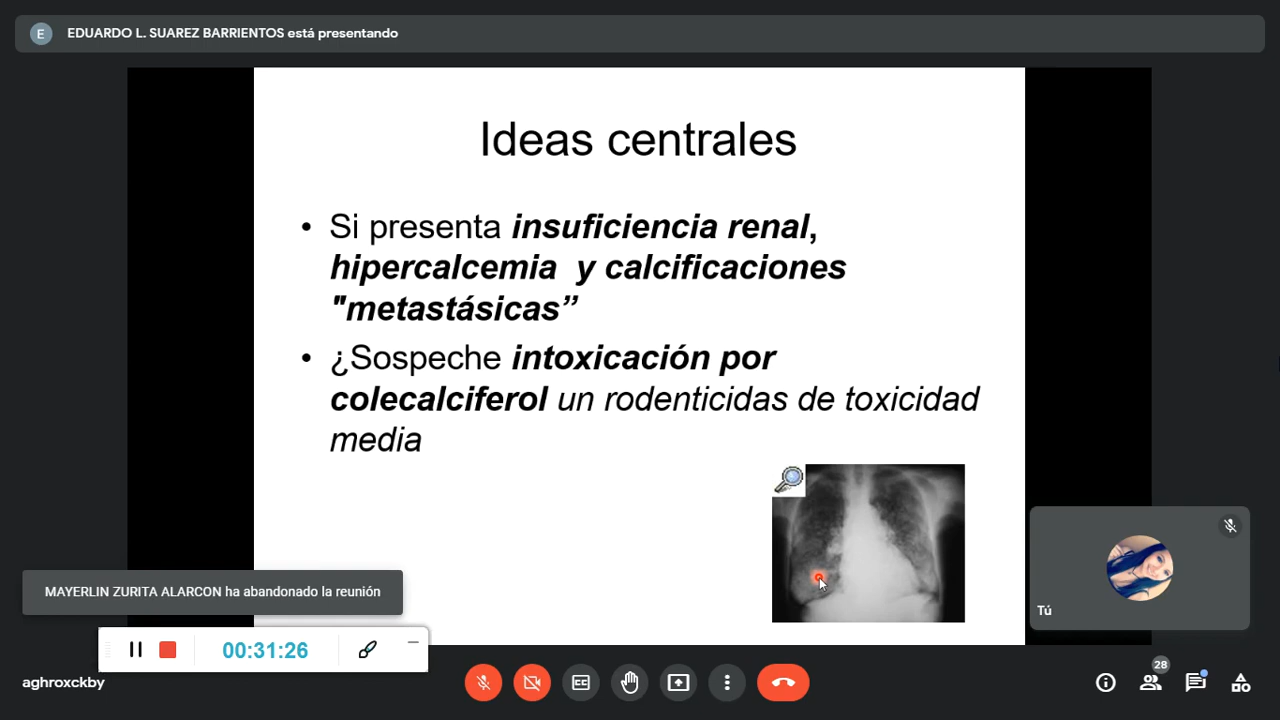 E EDUARDO L. SUAREZ BARRIENTOS está presentando
Ideas centrales
• Si presenta insuficiencia renal,
hipercalcemia y calcificaciones
"metastásicas”
• ¿Sospeche intoxicación por
colecalciferol un rodenticidas de toxicidad
media
MAYERLIN ZURITA ALARCON ha abandonado la reunión
Tú
00:31:26
aghroxckby
CC
28